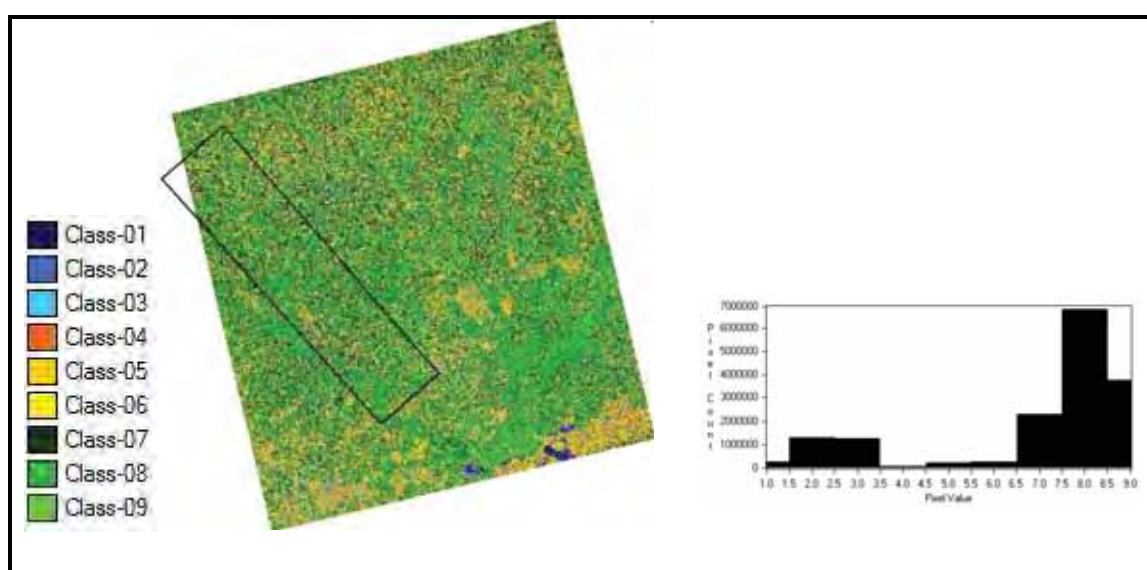 Class-01
Class-02
Class-03
Class-04
Class-05
Class-06
Class-07
Class-08
Class-09
Pixel Count
7000000
6000000
5000000
4000000
3000000
2000000
1000000
0
1.0 1.5 2.0 2.5 3.0 3.5 4.0 4.5 5.0 5.5 6.0 6.5 7.0 7.5 8.0 8.5 9.0
Pixel Value